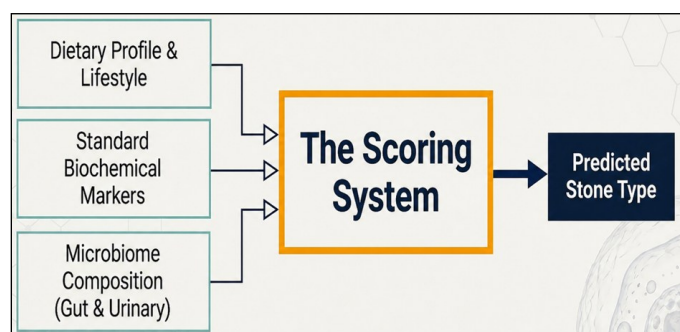 Dietary Profile &
Lifestyle
Standard
Biochemical
Markers
Microbiome
Composition
(Gut & Urinary)
The Scoring
System
Predicted
Stone Type